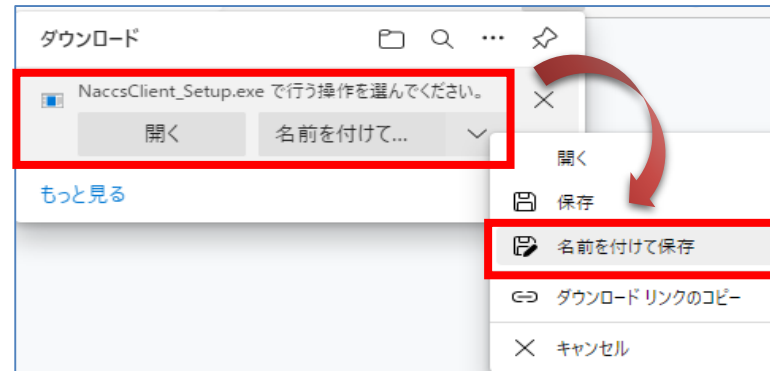 ダウンロード
NaccsClient_Setup.exe で行う操作を選んでください。
開く
名前を付けて...
もっと見る
開く
保存
名前を付けて保存
ダウンロード リンクのコピー
キャンセル